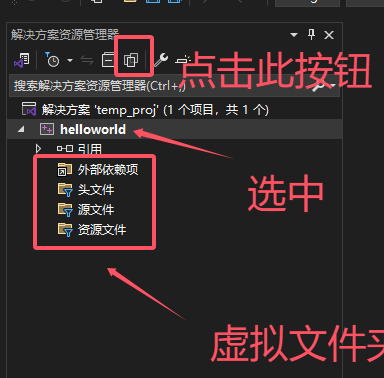 解决方案资源管理器
点击此按钮
搜索解决方案资源管理器(Ctrl+;)
解决方案 'temp_proj' (1 个项目，共 1 个)
helloworld
引用
外部依赖项
头文件
选中
源文件
资源文件
虚拟文件夹